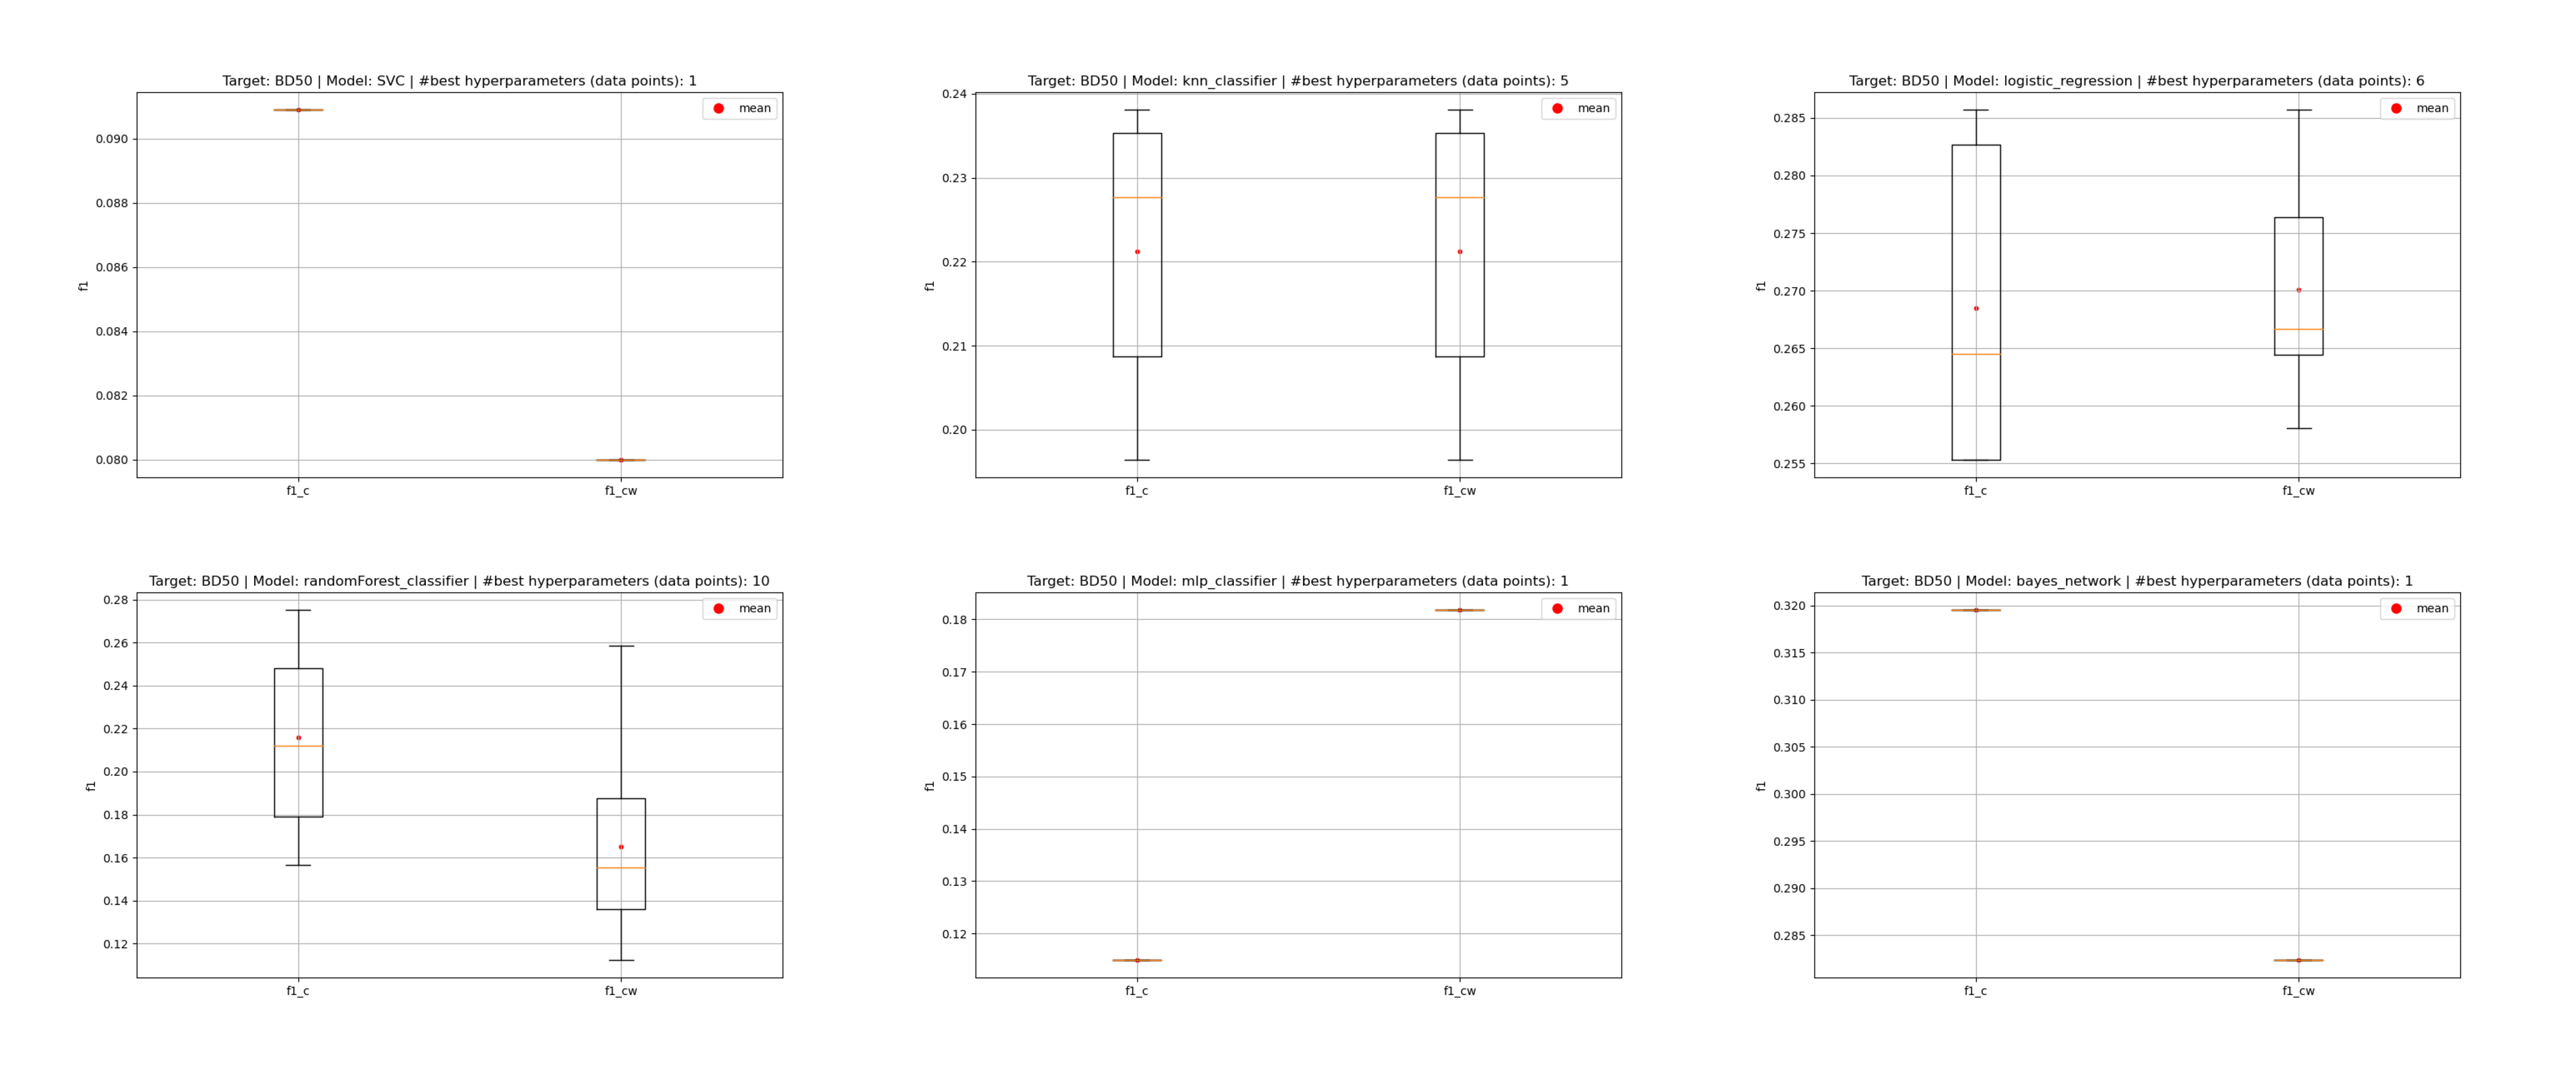 Target: BD50 | Model: SVC | #best hyperparameters (data points): 1
mean
0.090
0.088
0.086
0.084
0.082
0.080
f1
f1_c
f1_cw
Target: BD50 | Model: knn_classifier | #best hyperparameters (data points): 5
mean
0.24
0.23
0.22
0.21
0.20
f1
f1_c
f1_cw
Target: BD50 | Model: logistic_regression | #best hyperparameters (data points): 6
mean
0.285
0.280
0.275
0.270
0.265
0.260
0.255
f1
f1_c
f1_cw
Target: BD50 | Model: randomForest_classifier | #best hyperparameters (data points): 10
mean
0.28
0.26
0.24
0.22
0.20
0.18
0.16
0.14
0.12
f1
f1_c
f1_cw
Target: BD50 | Model: mlp_classifier | #best hyperparameters (data points): 1
mean
0.18
0.17
0.16
0.15
0.14
0.13
0.12
f1
f1_c
f1_cw
Target: BD50 | Model: bayes_network | #best hyperparameters (data points): 1
mean
0.320
0.315
0.310
0.305
0.300
0.295
0.290
0.285
f1
f1_c
f1_cw